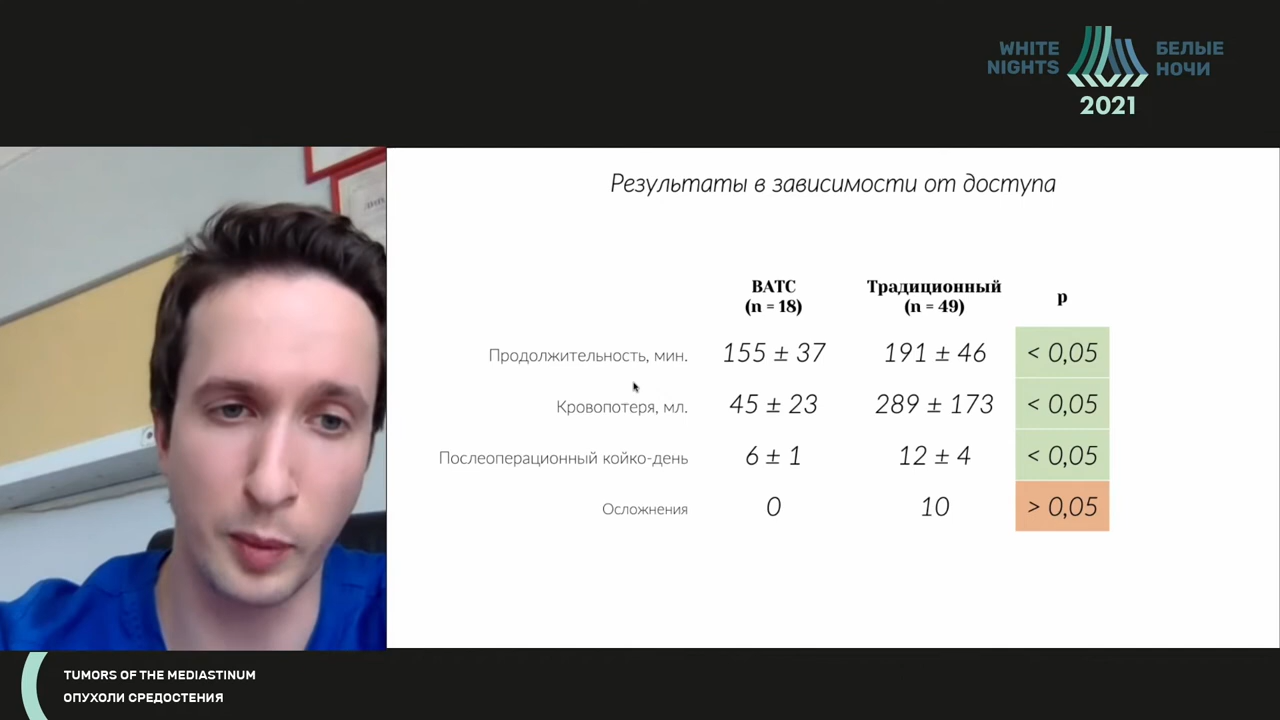 WHITE
NIGHTS
БЕЛЫЕ
НОЧИ
2021
Результаты в зависимости от доступа
ВАТС
(n = 18)
Традиционный
(n = 49)
p
Продолжительность, мин. 155 ± 37 191 ± 46 < 0,05
Кровопотеря, мл. 45 ± 23 289 ± 173 < 0,05
Послеоперационный койко-день 6 ± 1 12 ± 4 < 0,05
Осложнения 0 10 > 0,05
TUMORS OF THE MEDIASTINUM
ОПУХОЛИ СРЕДОСТЕНИЯ